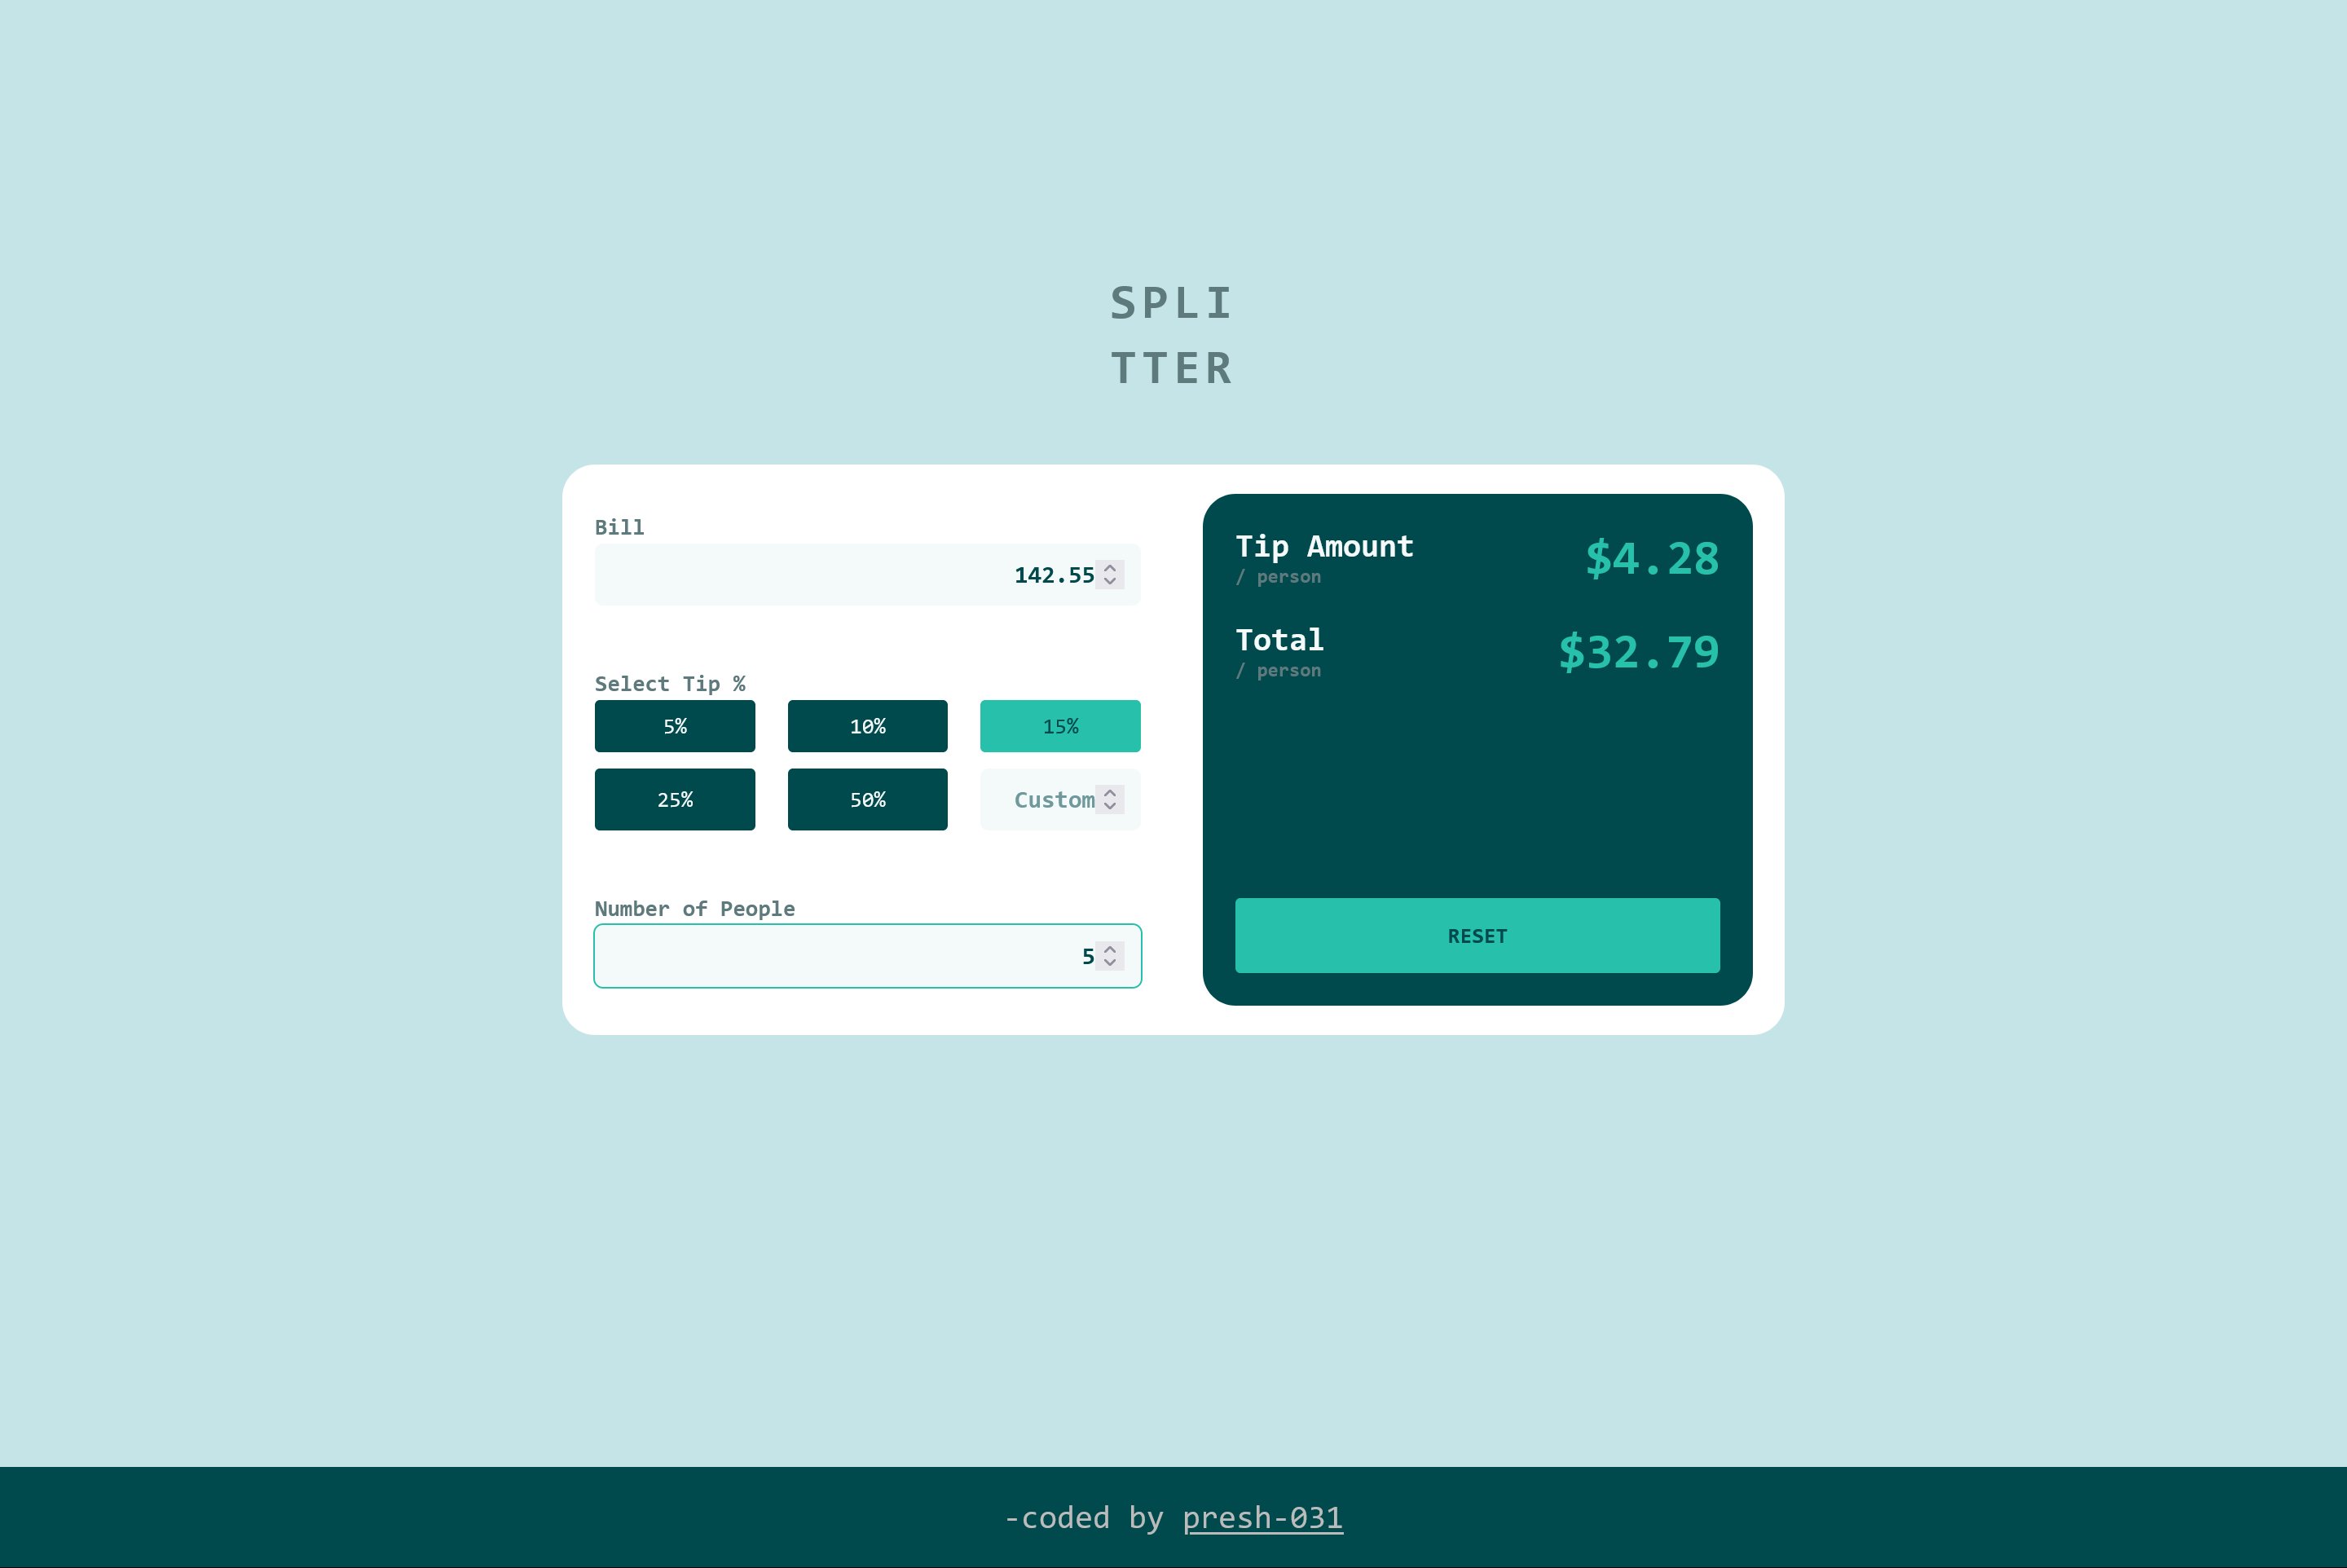 SPLI
TTER
Bill
142.55
Select Tip %
5% 10% 15%
25% 50% Custom
Number of People
5
Tip Amount
/ person
$4.28
Total
/ person
$32.79
RESET
-coded by presh-031